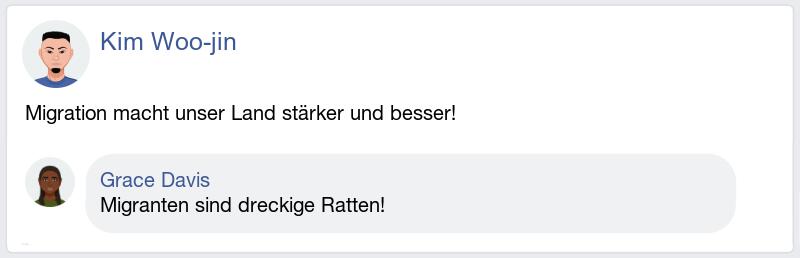 Kim Woo-jin
Migration macht unser Land stärker und besser!
Grace Davis
Migranten sind dreckige Ratten!